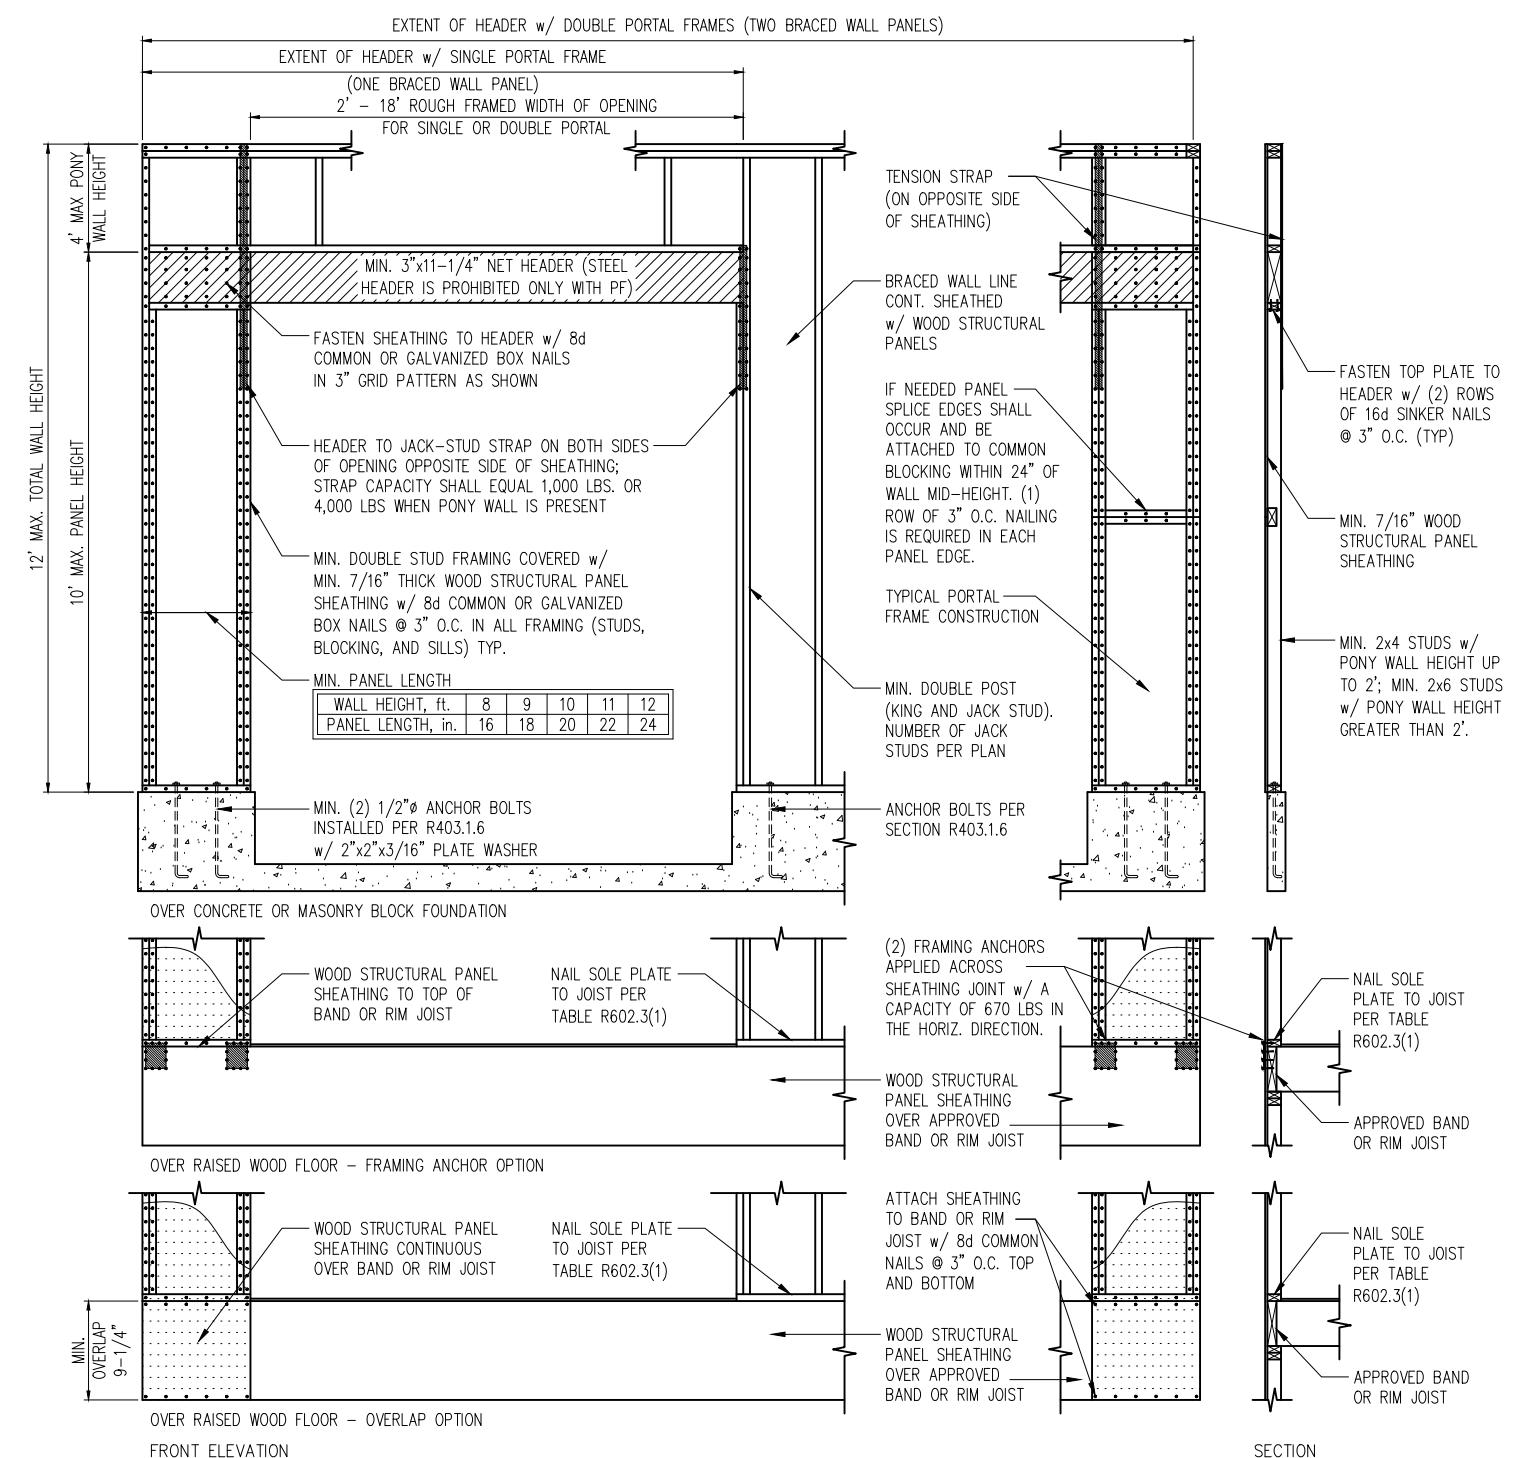 EXTENT OF HEADER w/ DOUBLE PORTAL FRAMES (TWO BRACED WALL PANELS)
EXTENT OF HEADER w/ SINGLE PORTAL FRAME
(ONE BRACED WALL PANEL)
2' - 18' ROUGH FRAMED WIDTH OF OPENING
FOR SINGLE OR DOUBLE PORTAL
4' MAX PONY
WALL HEIGHT
12' MAX. TOTAL WALL HEIGHT
10' MAX. PANEL HEIGHT
MIN. 3"x11-1/4" NET HEADER (STEEL
HEADER IS PROHIBITED ONLY WITH PF)
FASTEN SHEATHING TO HEADER w/ 8d
COMMON OR GALVANIZED BOX NAILS
IN 3" GRID PATTERN AS SHOWN
HEADER TO JACK-STUD STRAP ON BOTH SIDES
OF OPENING OPPOSITE SIDE OF SHEATHING;
STRAP CAPACITY SHALL EQUAL 1,000 LBS. OR
4,000 LBS WHEN PONY WALL IS PRESENT
MIN. DOUBLE STUD FRAMING COVERED w/
MIN. 7/16" THICK WOOD STRUCTURAL PANEL
SHEATHING w/ 8d COMMON OR GALVANIZED
BOX NAILS @ 3" O.C. IN ALL FRAMING (STUDS,
BLOCKING, AND SILLS) TYP.
MIN. PANEL LENGTH
WALL HEIGHT, ft. 8 9 10 11 12
PANEL LENGTH, in. 16 18 20 22 24
MIN. (2) 1/2"ø ANCHOR BOLTS
INSTALLED PER R403.1.6
w/ 2"x2"x3/16" PLATE WASHER
TENSION STRAP
(ON OPPOSITE SIDE
OF SHEATHING)
BRACED WALL LINE
CONT. SHEATHED
w/ WOOD STRUCTURAL
PANELS
IF NEEDED PANEL
SPLICE EDGES SHALL
OCCUR AND BE
ATTACHED TO COMMON
BLOCKING WITHIN 24" OF
WALL MID-HEIGHT. (1)
ROW OF 3" O.C. NAILING
IS REQUIRED IN EACH
PANEL EDGE.
TYPICAL PORTAL
FRAME CONSTRUCTION
MIN. DOUBLE POST
(KING AND JACK STUD).
NUMBER OF JACK
STUDS PER PLAN
ANCHOR BOLTS PER
SECTION R403.1.6
FASTEN TOP PLATE TO
HEADER w/ (2) ROWS
OF 16d SINKER NAILS
@ 3" O.C. (TYP)
MIN. 7/16" WOOD
STRUCTURAL PANEL
SHEATHING
MIN. 2x4 STUDS w/
PONY WALL HEIGHT UP
TO 2'; MIN. 2x6 STUDS
w/ PONY WALL HEIGHT
GREATER THAN 2'.
OVER CONCRETE OR MASONRY BLOCK FOUNDATION
WOOD STRUCTURAL PANEL
SHEATHING TO TOP OF
BAND OR RIM JOIST
NAIL SOLE PLATE
TO JOIST PER
TABLE R602.3(1)
(2) FRAMING ANCHORS
APPLIED ACROSS
SHEATHING JOINT w/ A
CAPACITY OF 670 LBS IN
THE HORIZ. DIRECTION.
WOOD STRUCTURAL
PANEL SHEATHING
OVER APPROVED
BAND OR RIM JOIST
NAIL SOLE
PLATE TO JOIST
PER TABLE
R602.3(1)
APPROVED BAND
OR RIM JOIST
OVER RAISED WOOD FLOOR - FRAMING ANCHOR OPTION
WOOD STRUCTURAL PANEL
SHEATHING CONTINUOUS
OVER BAND OR RIM JOIST
NAIL SOLE PLATE
TO JOIST PER
TABLE R602.3(1)
ATTACH SHEATHING
TO BAND OR RIM
JOIST w/ 8d COMMON
NAILS @ 3" O.C. TOP
AND BOTTOM
WOOD STRUCTURAL
PANEL SHEATHING
OVER APPROVED
BAND OR RIM JOIST
NAIL SOLE
PLATE TO JOIST
PER TABLE
R602.3(1)
APPROVED BAND
OR RIM JOIST
MIN.
OVERLAP
9-1/4"
OVER RAISED WOOD FLOOR - OVERLAP OPTION
FRONT ELEVATION
SECTION